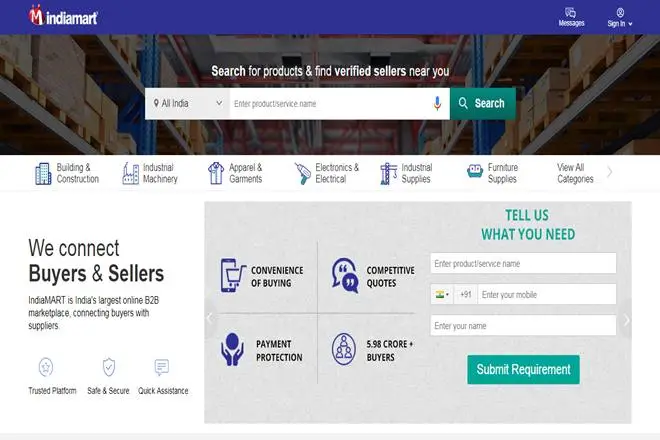 indiamart
Messages
Sign In
Search for products & find verified sellers near you
All India
Enter product/service name
Search
Building &
Construction
Industrial
Machinery
Apparel &
Garments
Electronics &
Electrical
Industrial
Supplies
Furniture
Supplies
View All
Categories
We connect
Buyers & Sellers
IndiaMART is India's largest online B2B
marketplace, connecting buyers with
suppliers.
Trusted Platform
Safe & Secure
Quick Assistance
CONVENIENCE
OF BUYING
COMPETITIVE
QUOTES
PAYMENT
PROTECTION
5.98 CRORE +
BUYERS
TELL US
WHAT YOU NEED
Enter product/service name
+91
Enter your mobile
Enter your name
Submit Requirement